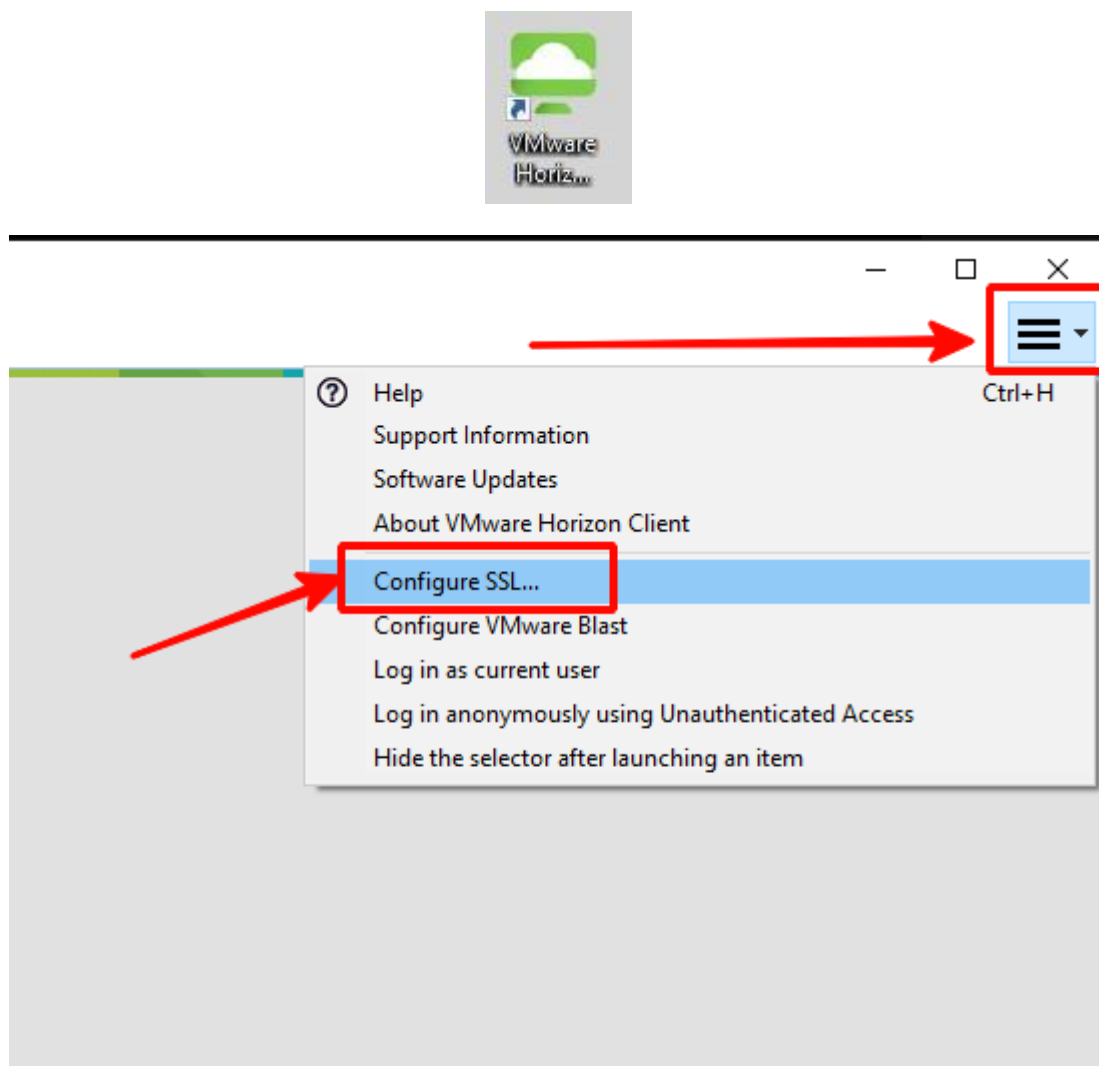 VMware
Horiz...
Help Ctrl+H
Support Information
Software Updates
About VMware Horizon Client
Configure SSL...
Configure VMware Blast
Log in as current user
Log in anonymously using Unauthenticated Access
Hide the selector after launching an item